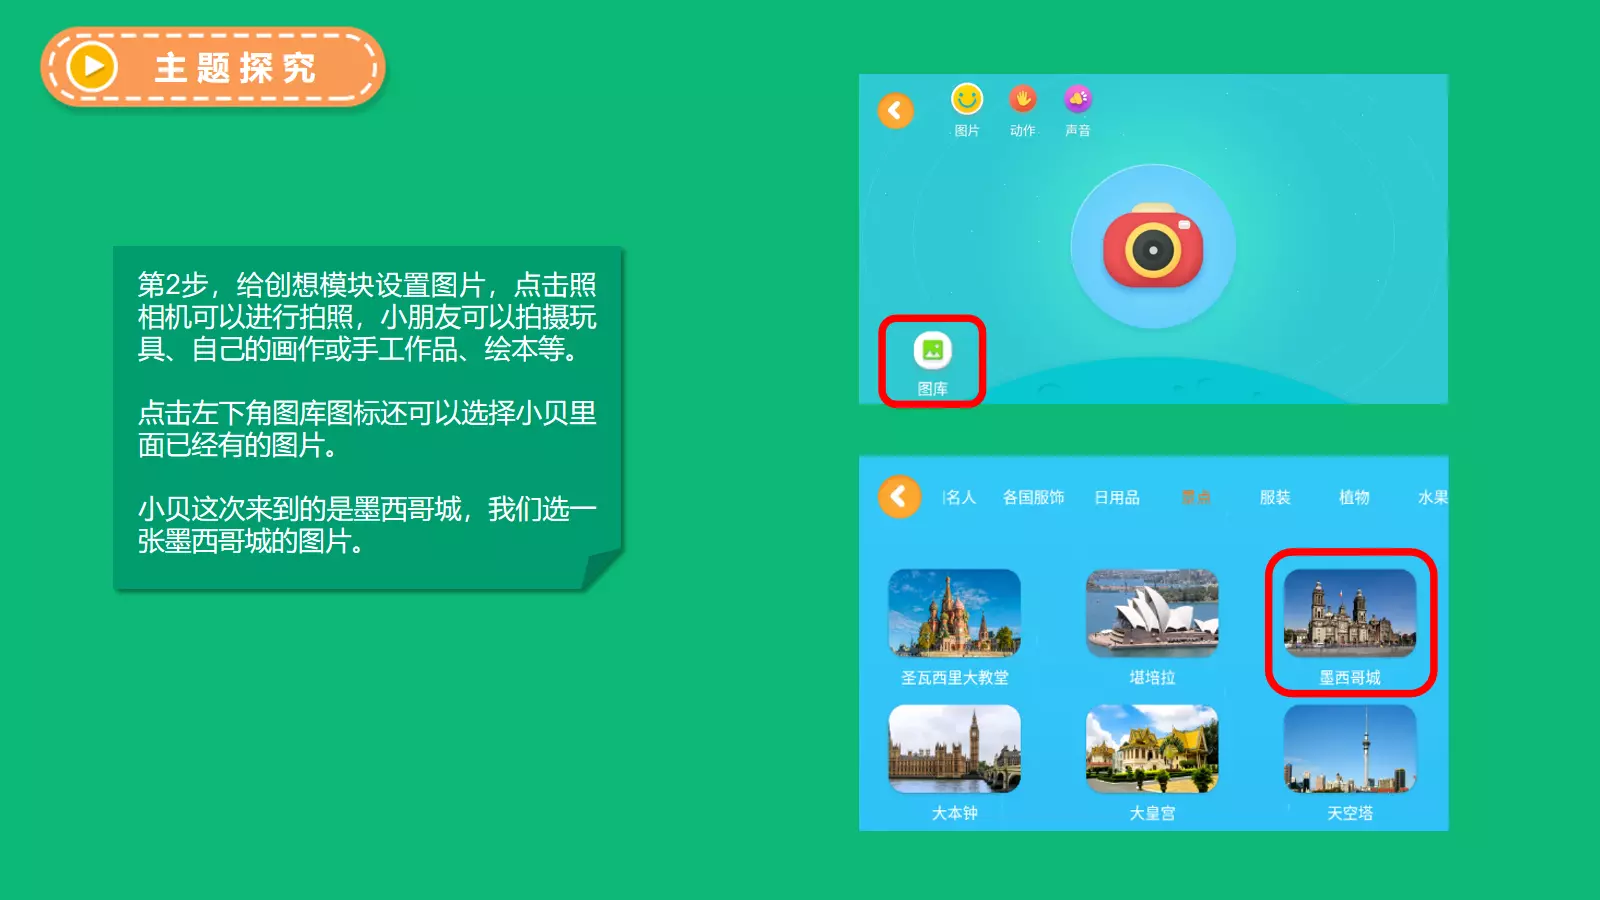 主题探究
第2步，给创想模块设置图片，点击照
相机可以进行拍照，小朋友可以拍摄玩
具、自己的画作或手工作品、绘本等。
点击左下角图库图标还可以选择小贝里
面已经有的图片。
小贝这次来到的是墨西哥城，我们选一
张墨西哥城的图片。
图片 动作 声音
图库
名人 各国服饰 日用品 景点 服装 植物 水果
圣瓦西里大教堂 堪培拉 墨西哥城
大本钟 大皇宫 天空塔